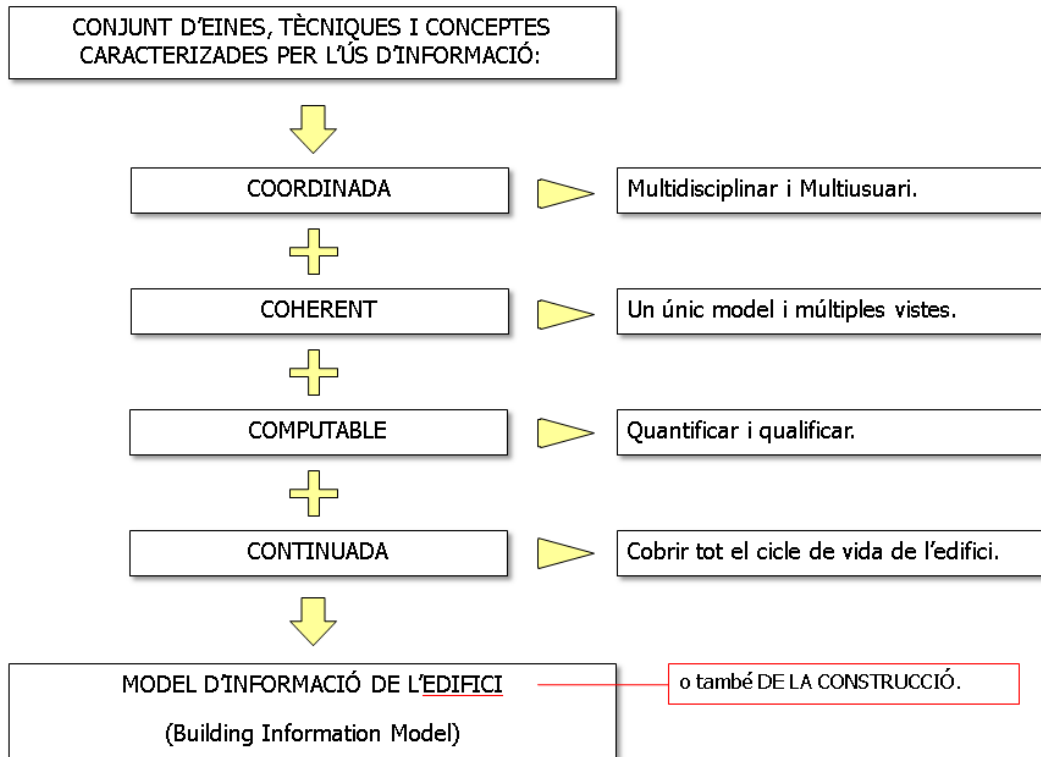 CONJUNT D'EINES, TÈCNIQUES I CONCEPTES
CARACTERIZADES PER L'ÚS D'INFORMACIÓ:
COORDINADA
Multidisciplinar i Multiusuari.
COHERENT
Un únic model i múltiples vistes.
COMPUTABLE
Quantificar i qualificar.
CONTINUADA
Cobrir tot el cicle de vida de l'edifici.
MODEL D'INFORMACIÓ DE L'EDIFICI
o també DE LA CONSTRUCCIÓ.
(Building Information Model)